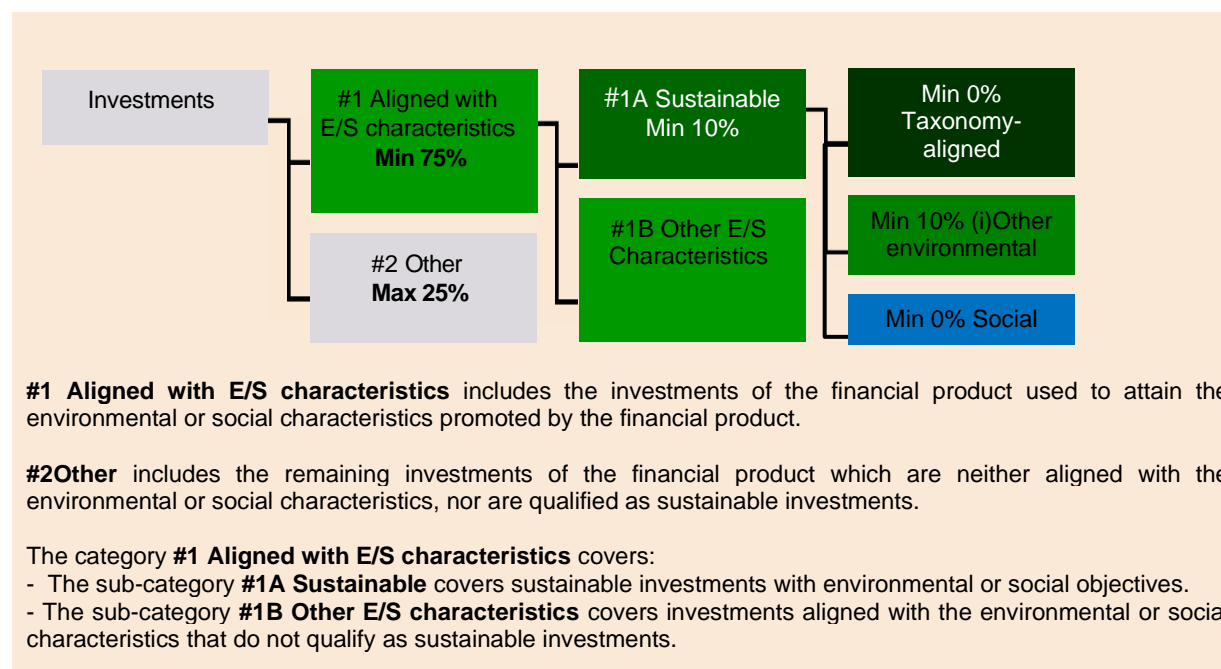 Investments
#1 Aligned with
E/S characteristics
Min 75%
#2 Other
Max 25%
#1A Sustainable
Min 10%
#1B Other E/S
Characteristics
Min 0%
Taxonomy-
aligned
Min 10% (i)Other
environmental
Min 0% Social
#1 Aligned with E/S characteristics includes the investments of the financial product used to attain the
environmental or social characteristics promoted by the financial product.
#2Other includes the remaining investments of the financial product which are neither aligned with the
environmental or social characteristics, nor are qualified as sustainable investments.
The category #1 Aligned with E/S characteristics covers:
- The sub-category #1A Sustainable covers sustainable investments with environmental or social objectives.
- The sub-category #1B Other E/S characteristics covers investments aligned with the environmental or social
characteristics that do not qualify as sustainable investments.